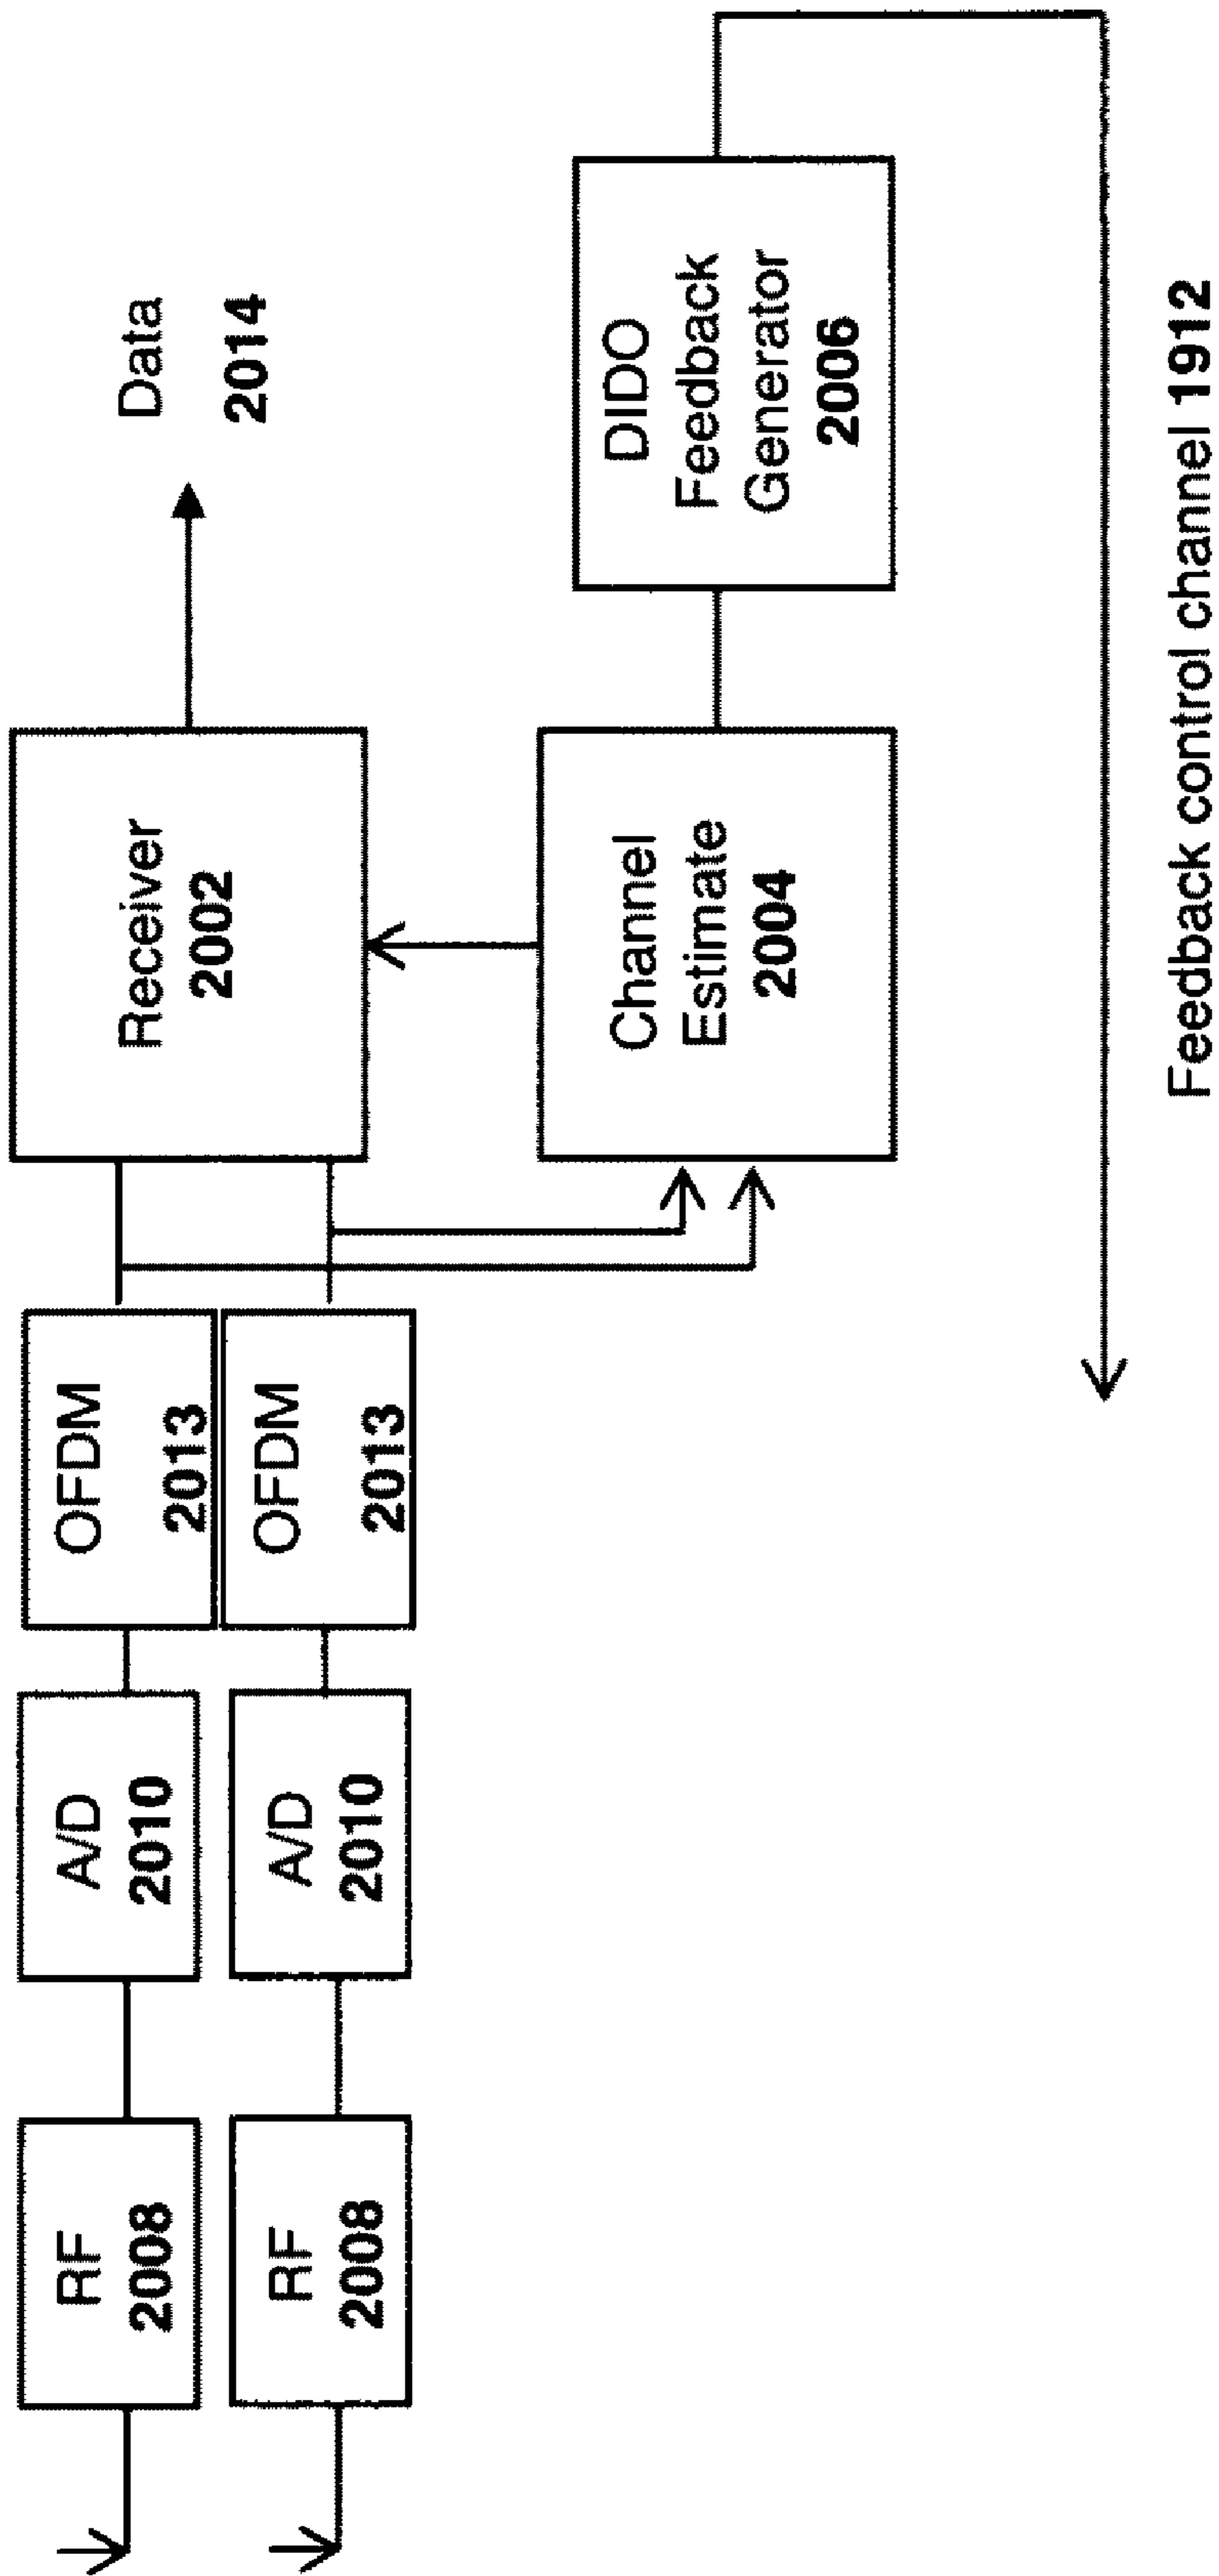 RF
2008
A/D
2010
OFDM
2013
Receiver
2002
Data
2014
RF
2008
A/D
2010
OFDM
2013
Channel
Estimate
2004
DIDO
Feedback
Generator
2006
Feedback control channel 1912